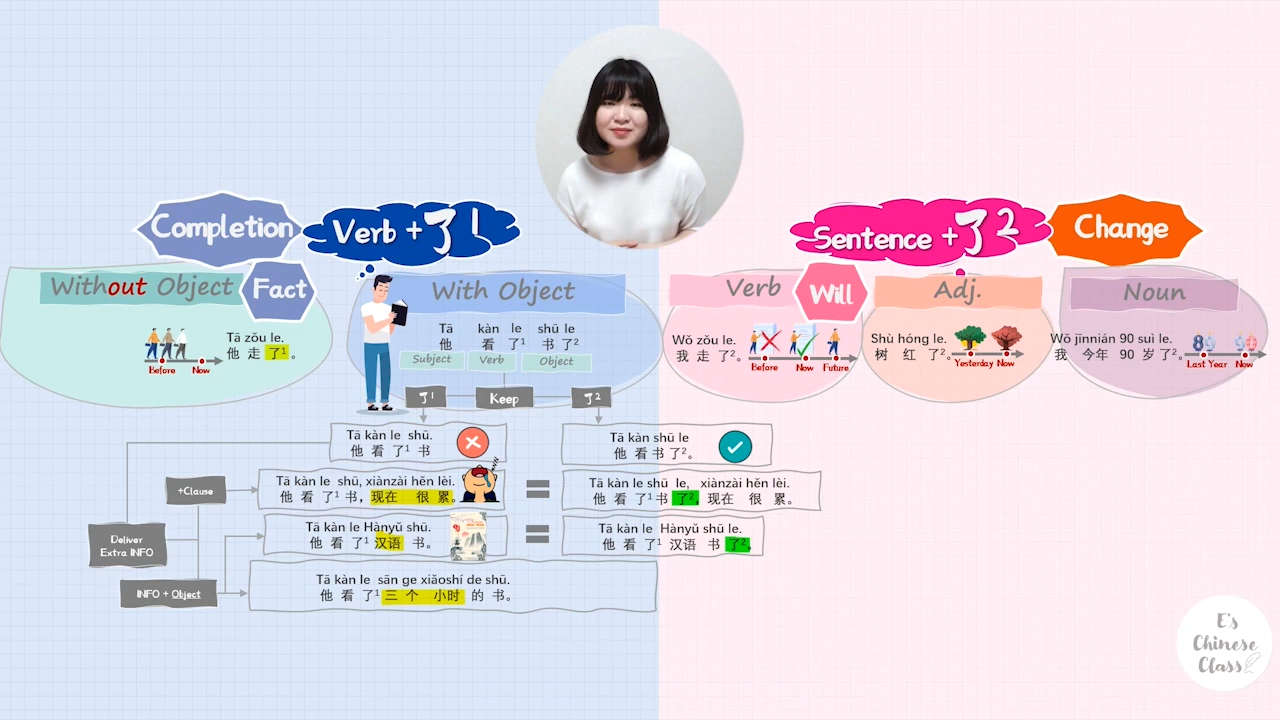 Completion
Verb + 了1
Sentence + 了2
Change
Without Object
Fact
Tā zǒu le.
他 走 了1 。
Before Now
With Object
Tā kàn le shū le
他 看 了1 书 了2
Subject Verb Object
了1 Keep 了2
Verb
Will
Wǒ zǒu le.
我 走 了2。
Before Now Future
Adj.
Shù hóng le.
树 红 了2。
Yesterday Now
Noun
Wǒ jīnnián 90 suì le.
我 今年 90 岁 了2。
89 90
Last Year Now
Tā kàn le shū.
他 看 了1 书
Tā kàn shū le
他 看 书 了2。
+Clause
Tā kàn le shū, xiànzài hěn lèi.
他 看 了1 书, 现在 很 累。
=
Tā kàn le shū le, xiànzài hěn lèi.
他 看 了1 书 了2, 现在 很 累。
Deliver
Extra INFO
Tā kàn le Hànyǔ shū.
他 看 了1 汉语 书。
=
Tā kàn le Hànyǔ shū le.
他 看 了1 汉语 书 了2。
INFO + Object
Tā kàn le sān ge xiǎoshí de shū.
他 看 了1 三 个 小时 的 书。
E's
Chinese
Class